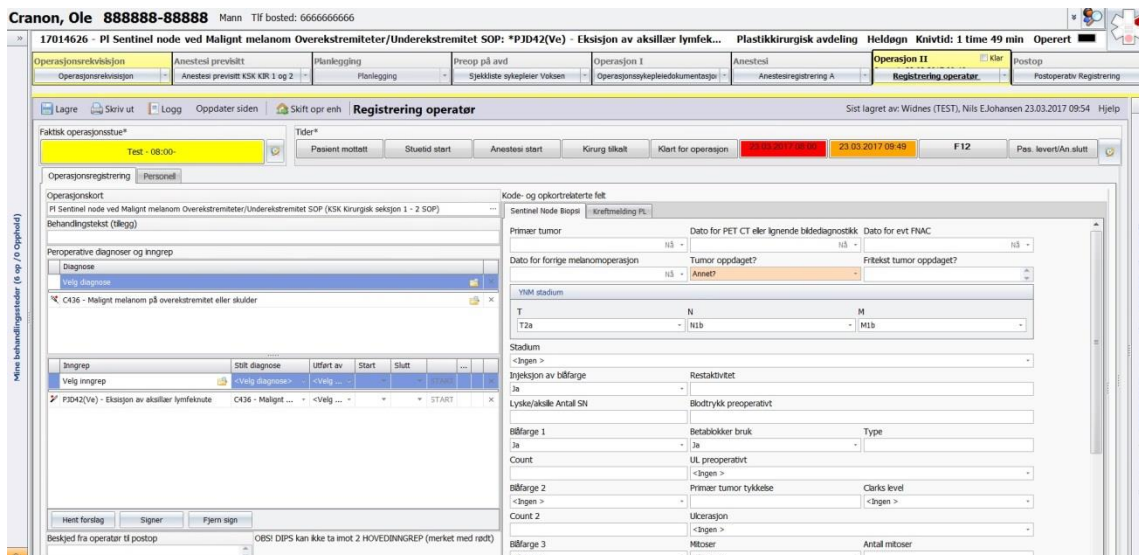 Cranon, Ole 888888-88888 Mann Tlf bosted: 6666666666
» 17014626 - Pl Sentinel node ved Malignt melanom Overekstremiteter/Underekstremitet SOP: *PJD42(Ve) - Eksisjon av aksillær lymfek... Plastikkirurgisk avdeling Heldøgn Knivtid: 1 time 49 min Operert
Operasjonsrekvisisjon Anestesi previsitt Planlegging Preop på avd Operasjon I Anestesi Operasjon II Klar Postop
Operasjonsrekvisisjon Anestesi previsitt KSK KIR 1 og 2 Planlegging Sjekkliste sykepleier Voksen Operasjonssykepleiedokumentasjo Anestesiregistrering A Registrering operatør Postoperativ Registrering
Lagre Skriv ut Logg Oppdater siden Skift opr enh Registrering operatør Sist lagret av: Widnes (TEST), Nils E.Johansen 23.03.2017 09:54 Hjelp
Faktisk operasjonsstue* Tider*
Test - 08:00- Pasient mottatt Stuetid start Anestesi start Kirurg tilkalt Klart for operasjon 23.03.2017 08:00 23.03.2017 09:49 F12 Pas. levert/An.slutt
Mine behandlingssteder (6 op /0 Opphold)
Operasjonsregistrering Personell
Operasjonskort
Pl Sentinel node ved Malignt melanom Overekstremiteter/Underekstremitet SOP (KSK Kirurgisk seksjon 1 - 2 SOP) ...
Behandlingstekst (tillegg)
Peroperative diagnoser og inngrep
Diagnose
Velg diagnose
C436 - Malignt melanom på overekstremitet eller skulder
Inngrep Stilt diagnose Utført av Start Slutt ...
Velg inngrep <Velg diagnose> <Velg ... START
PJD42(Ve) - Eksisjon av aksillær lymfeknute C436 - Malignt ... <Velg ... START
Hent forslag Signer Fjern sign
Beskjed fra operatør til postop OBS! DIPS kan ikke ta imot 2 HOVEDINNGREP (merket med rødt)
Kode- og opkortrelaterte felt
Sentinel Node Biopsi Kreftmelding PL
Primær tumor Dato for PET CT eller lignende bildediagnostikk Dato for evt FNAC
Nå Nå Nå
Dato for forrige melanomoperasjon Tumor oppdaget? Fritekst tumor oppdaget?
Nå Annet?
YNM stadium
T N M
T2a N1b M1b
Stadium
<Ingen >
Injeksjon av blåfarge Restaktivitet
Ja
Lyske/aksille Antall SN Blodtrykk preoperativt
Blåfarge 1 Betablokker bruk Type
Ja Ja
Count UL preoperativt
<Ingen >
Blåfarge 2 Primær tumor tykkelse Clarks level
<Ingen > <Ingen >
Count 2 Ulcerasjon
<Ingen >
Blåfarge 3 Mitoser Antall mitoser